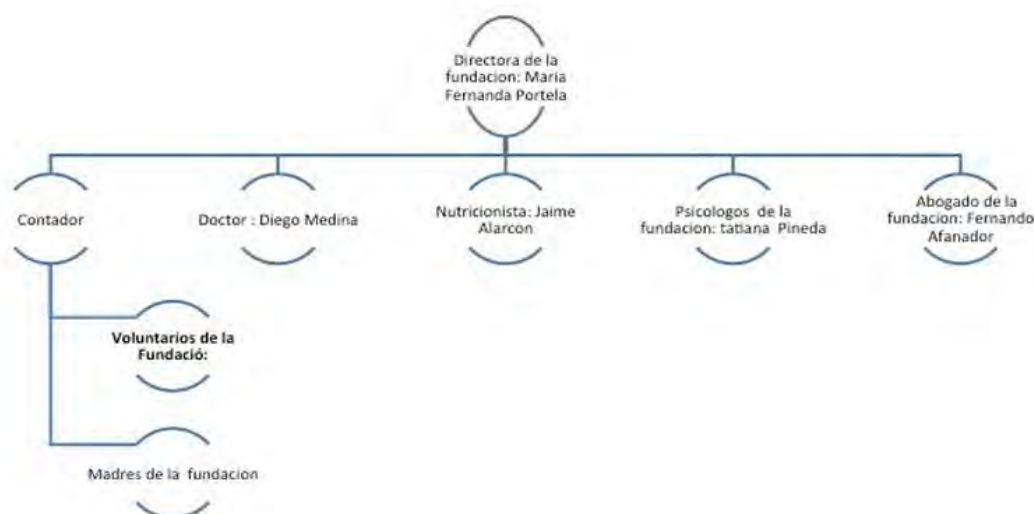 Directora de la
fundacion: Maria
Fernanda Portela
Contador
Doctor : Diego Medina
Nutricionista: Jaime
Alarcon
Psicologos de la
fundacion: tatiana Pineda
Abogado de la
fundacion: Fernando
Afanador
Voluntarios de la
Fundació:
Madres de la fundacion